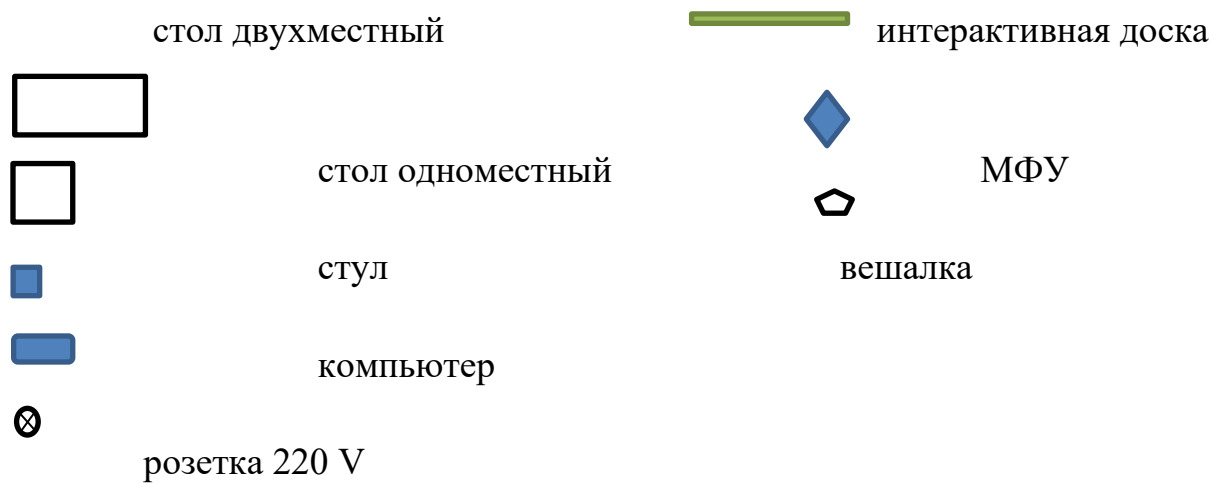 стол двухместный
интерактивная доска
стол одноместный
МФУ
стул
вешалка
компьютер
розетка 220 V